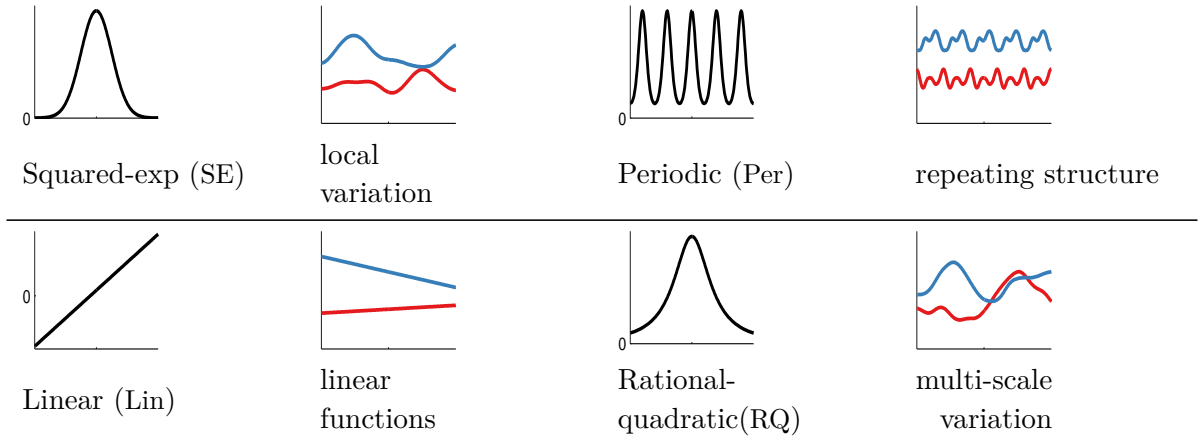 0
0
Squared-exp (SE)
local
variation
Periodic (Per)
repeating structure
0
0
Linear (Lin)
linear
functions
Rational-
quadratic(RQ)
multi-scale
variation